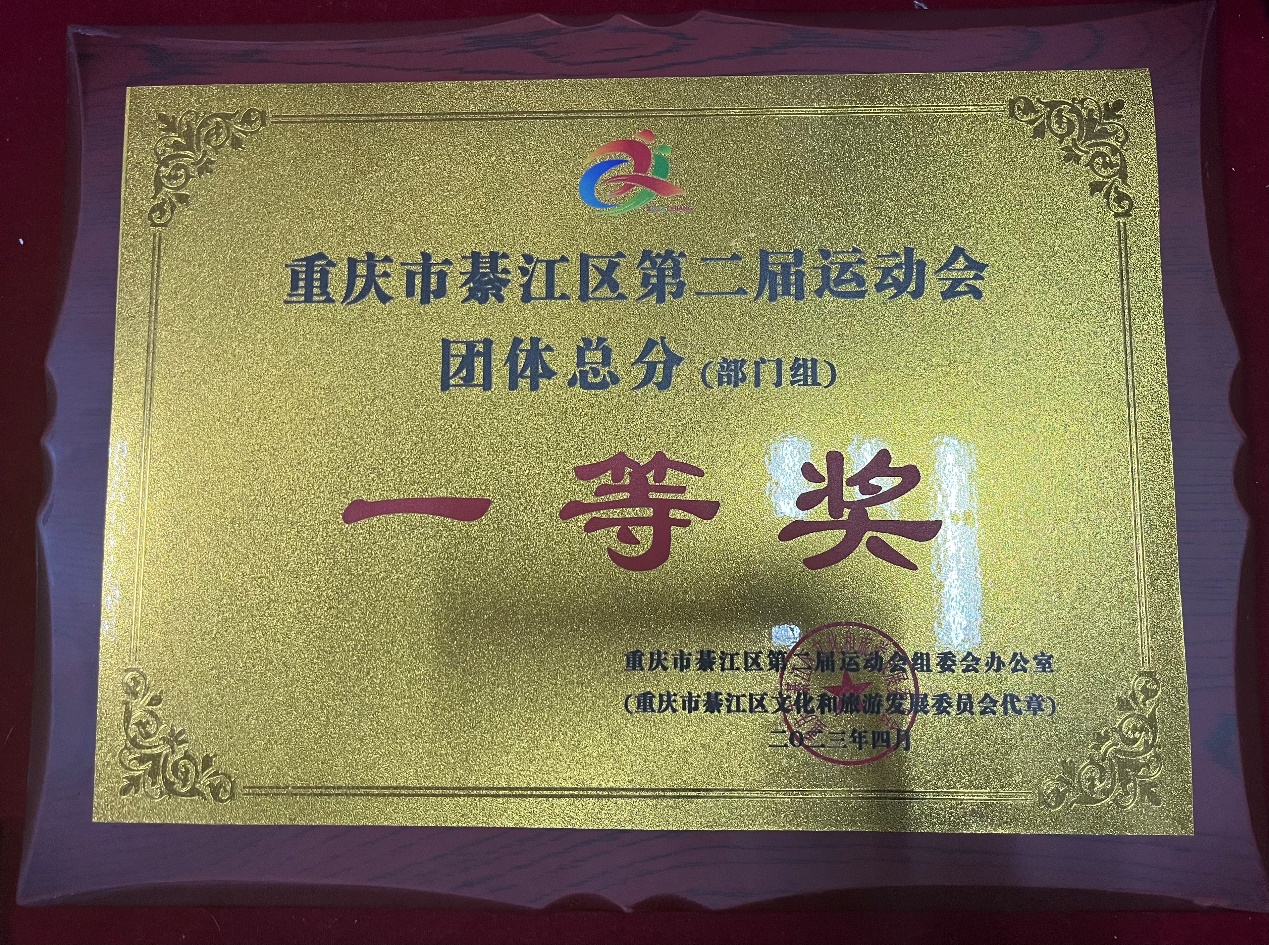 重庆市綦江区第二届运动会
团体总分(部门组)
一等奖
重庆市綦江区第二届运动会组委会办公室
(重庆市綦江区文化和旅游发展委员会代章)
二〇二三年四月